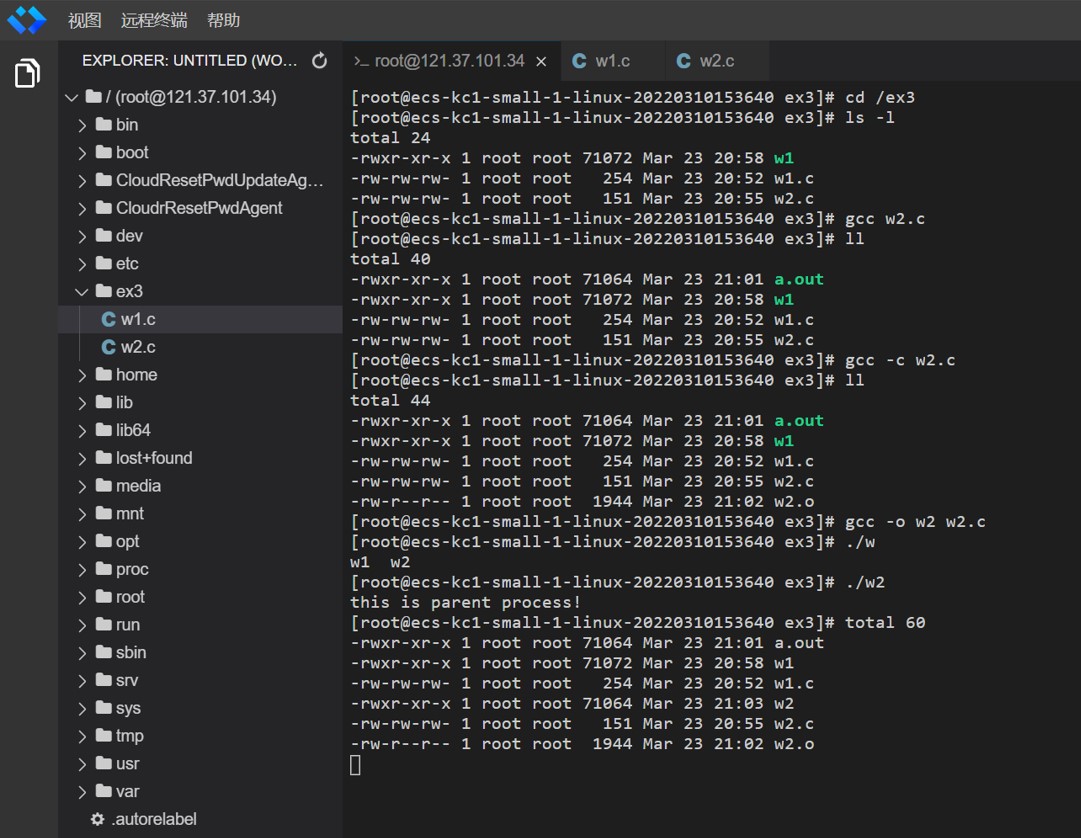 视图 远程终端 帮助
EXPLORER: UNTITLED (WO...
/ (root@121.37.101.34)
bin
boot
CloudResetPwdUpdateAg...
CloudrResetPwdAgent
dev
etc
ex3
C w1.c
C w2.c
home
lib
lib64
lost+found
media
mnt
opt
proc
root
run
sbin
srv
sys
tmp
usr
var
.autorelabel
>_ root@121.37.101.34 × C w1.c C w2.c
[root@ecs-kc1-small-1-linux-20220310153640 ex3]# cd /ex3
[root@ecs-kc1-small-1-linux-20220310153640 ex3]# ls -l
total 24
-rwxr-xr-x 1 root root 71072 Mar 23 20:58 w1
-rw-rw-rw- 1 root root   254 Mar 23 20:52 w1.c
-rw-rw-rw- 1 root root   151 Mar 23 20:55 w2.c
[root@ecs-kc1-small-1-linux-20220310153640 ex3]# gcc w2.c
[root@ecs-kc1-small-1-linux-20220310153640 ex3]# ll
total 40
-rwxr-xr-x 1 root root 71064 Mar 23 21:01 a.out
-rwxr-xr-x 1 root root 71072 Mar 23 20:58 w1
-rw-rw-rw- 1 root root   254 Mar 23 20:52 w1.c
-rw-rw-rw- 1 root root   151 Mar 23 20:55 w2.c
[root@ecs-kc1-small-1-linux-20220310153640 ex3]# gcc -c w2.c
[root@ecs-kc1-small-1-linux-20220310153640 ex3]# ll
total 44
-rwxr-xr-x 1 root root 71064 Mar 23 21:01 a.out
-rwxr-xr-x 1 root root 71072 Mar 23 20:58 w1
-rw-rw-rw- 1 root root   254 Mar 23 20:52 w1.c
-rw-rw-rw- 1 root root   151 Mar 23 20:55 w2.c
-rw-r--r-- 1 root root  1944 Mar 23 21:02 w2.o
[root@ecs-kc1-small-1-linux-20220310153640 ex3]# gcc -o w2 w2.c
[root@ecs-kc1-small-1-linux-20220310153640 ex3]# ./w
w1  w2
[root@ecs-kc1-small-1-linux-20220310153640 ex3]# ./w2
this is parent process!
[root@ecs-kc1-small-1-linux-20220310153640 ex3]# total 60
-rwxr-xr-x 1 root root 71064 Mar 23 21:01 a.out
-rwxr-xr-x 1 root root 71072 Mar 23 20:58 w1
-rw-rw-rw- 1 root root   254 Mar 23 20:52 w1.c
-rwxr-xr-x 1 root root 71064 Mar 23 21:03 w2
-rw-rw-rw- 1 root root   151 Mar 23 20:55 w2.c
-rw-r--r-- 1 root root  1944 Mar 23 21:02 w2.o